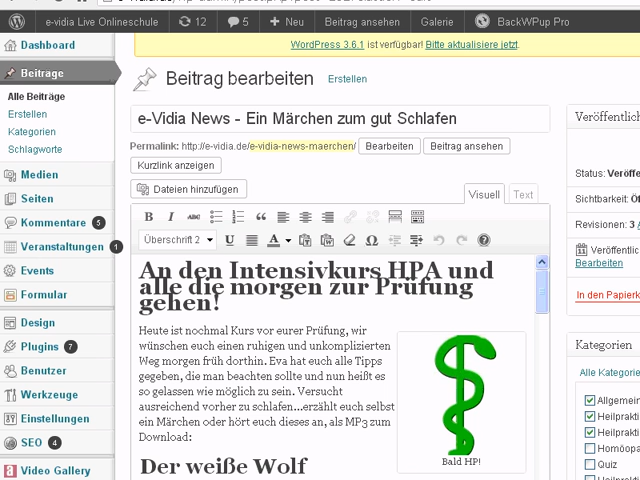 e-vidia Live Onlineschule 12 5 Neu Beitrag ansehen Galerie BackWPup Pro
WordPress 3.6.1 ist verfügbar! Bitte aktualisiere jetzt.
Dashboard
Beiträge
Alle Beiträge
Erstellen
Kategorien
Schlagworte
Medien
Seiten
Kommentare 5
Veranstaltungen 1
Events
Formular
Design
Plugins 7
Benutzer
Werkzeuge
Einstellungen
SEO 4
Video Gallery
Beitrag bearbeiten Erstellen
e-Vidia News - Ein Märchen zum gut Schlafen
Permalink: http://e-vidia.de/e-vidia-news-maerchen/ Bearbeiten Beitrag ansehen
Kurzlink anzeigen
Dateien hinzufügen
Visuell Text
B I ABC
Überschrift 2 U A
An den Intensivkurs HPA und
alle die morgen zur Prüfung
gehen!
Heute ist nochmal Kurs vor eurer Prüfung, wir
wünschen euch einen ruhigen und unkomplizierten
Weg morgen früh dorthin. Eva hat euch alle Tipps
gegeben, die man beachten sollte und nun heißt es
so gelassen wie möglich zu sein. Versucht
ausreichend vorher zu schlafen...erzählt euch selbst
ein Märchen oder hört euch dieses an, als MP3 zum
Download:
Bald HP!
Der weiße Wolf
Veröffentlich
Status: Veröffe
Sichtbarkeit: Öf
Revisionen: 3
Veröffentlic
Bearbeiten
In den Papierk
Kategorien
Alle Kategorie
Allgemein
Heilprakti
Heilprakti
Homöopa
Quiz